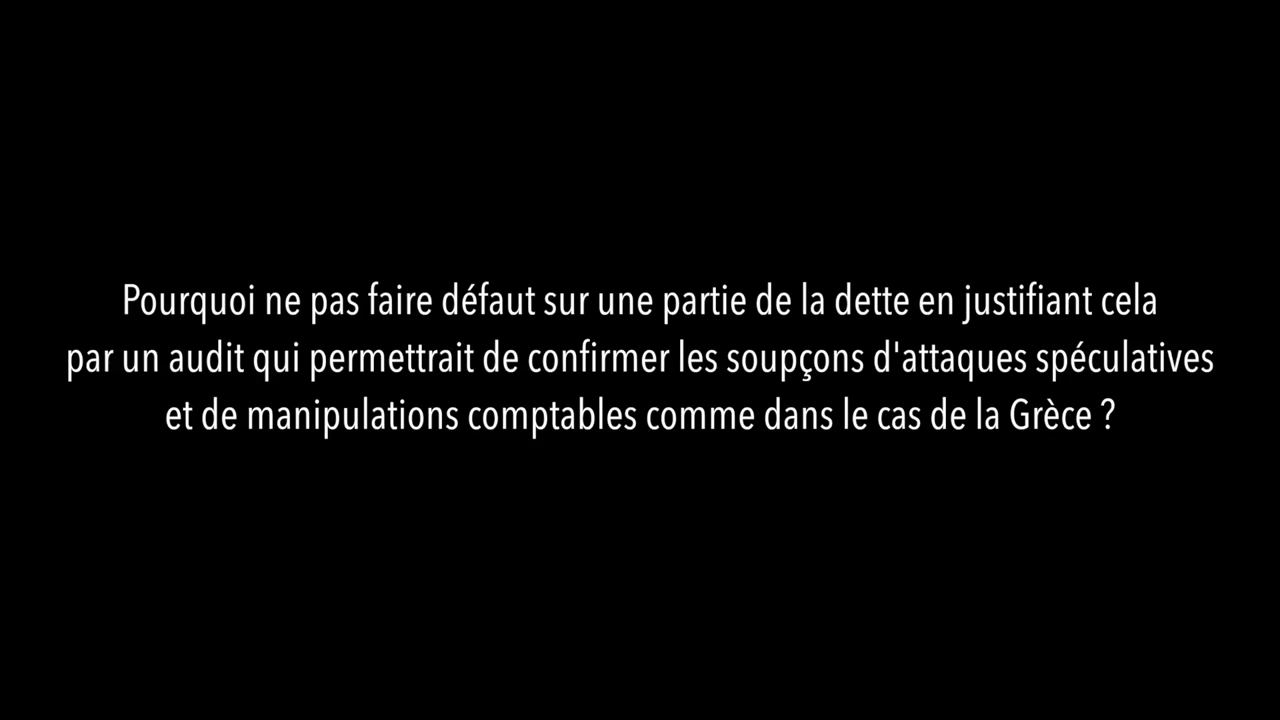 Pourquoi ne pas faire défaut sur une partie de la dette en justifiant cela
par un audit qui permettrait de confirmer les soupçons d'attaques spéculatives
et de manipulations comptables comme dans le cas de la Grèce ?